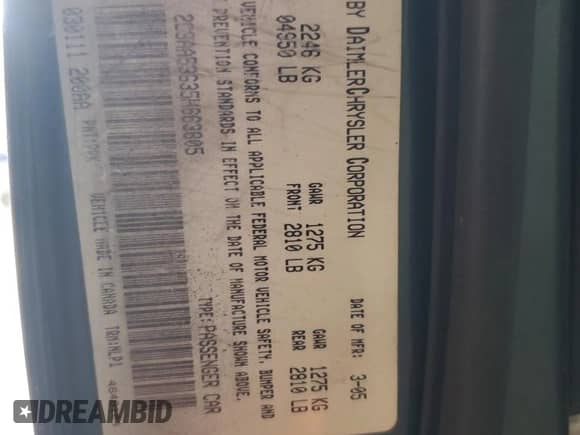 BY DAIMLERCHRYSLER CORPORATION
DATE OF MFR: 3-05
2246 KG
04950 LB
GAWR FRONT 1275 KG
2810 LB
GAWR REAR 1275 KG
2810 LB
VEHICLE CONFORMS TO ALL APPLICABLE FEDERAL MOTOR VEHICLE SAFETY, BUMPER AND
PREVENTION STANDARDS IN EFFECT ON THE DATE OF MANUFACTURE SHOWN ABOVE.
TYPE: PASSENGER CAR
VEHICLE MADE IN CANADA
DREAMBID